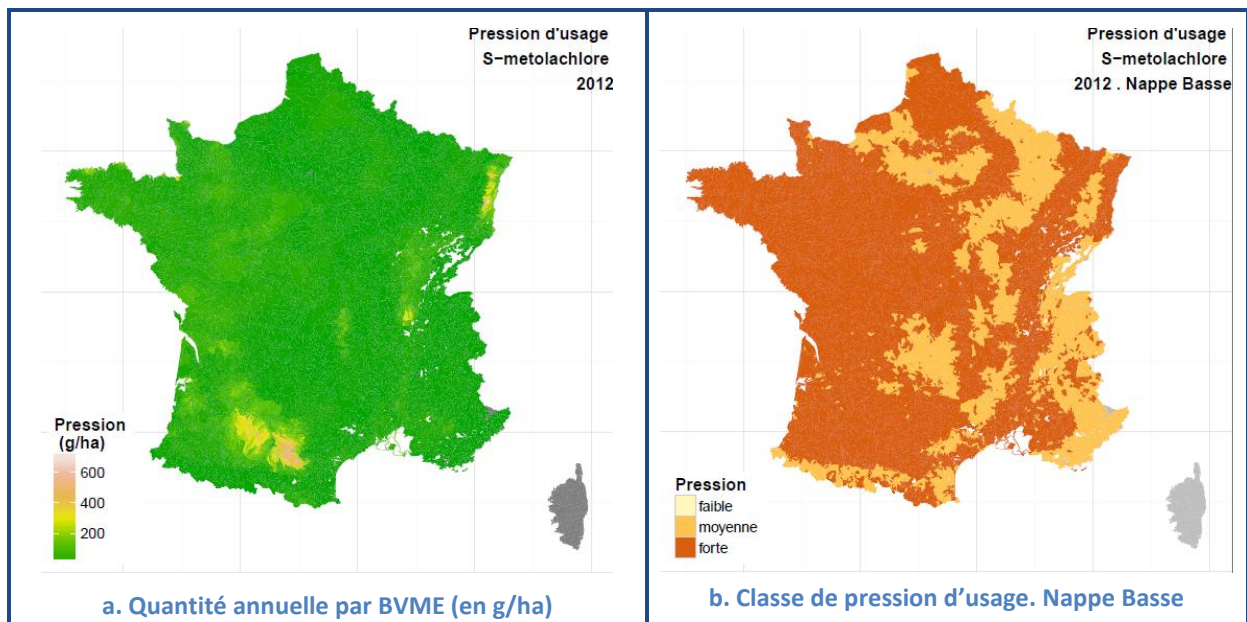 Pression d'usage
S-metolachlore
2012
Pression
(g/ha)
600
400
200
a. Quantité annuelle par BVME (en g/ha)
Pression d'usage
S-metolachlore
2012 . Nappe Basse
Pression
faible
moyenne
forte
b. Classe de pression d’usage. Nappe Basse